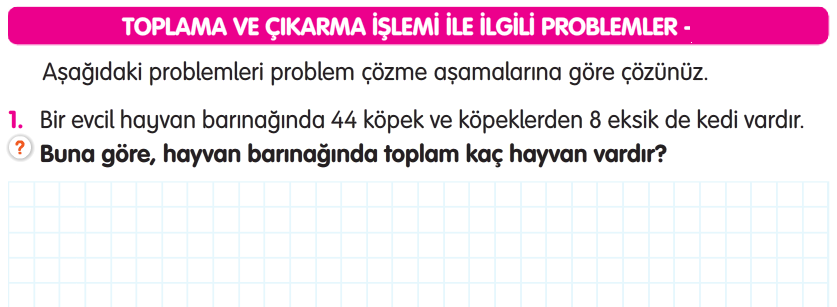 TOPLAMA VE ÇIKARMA İŞLEMİ İLE İLGİLİ PROBLEMLER -
Aşağıdaki problemleri problem çözme aşamalarına göre çözünüz.
1. Bir evcil hayvan barınağında 44 köpek ve köpeklerden 8 eksik de kedi vardır.
? Buna göre, hayvan barınağında toplam kaç hayvan vardır?